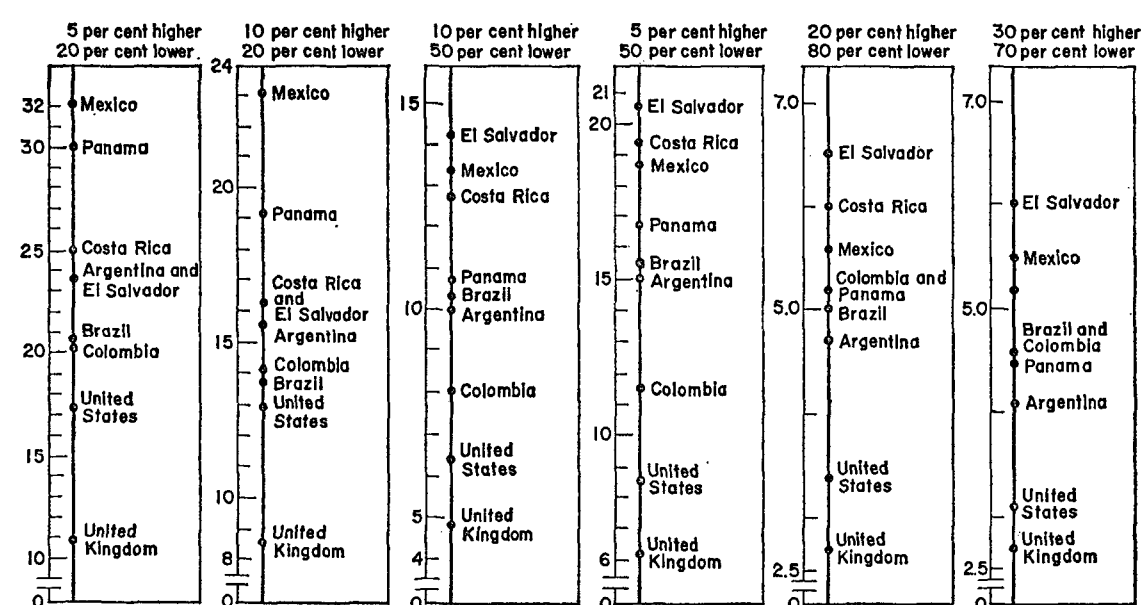 5 per cent higher
20 per cent lower
32
30
25
20
15
10
0
Mexico
Panama
Costa Rica
Argentina and
El Salvador
Brazil
Colombia
United
States
United
Kingdom
10 per cent higher
20 per cent lower
24
20
15
10
8
0
Mexico
Panama
Costa Rica
and
El Salvador
Argentina
Colombia
Brazil
United
States
United
Kingdom
10 per cent higher
50 per cent lower
15
10
5
4
0
El Salvador
Mexico
Costa Rica
Panama
Brazil
Argentina
Colombia
United
States
United
Kingdom
5 per cent higher
50 per cent lower
21
20
15
10
6
0
El Salvador
Costa Rica
Mexico
Panama
Brazil
Argentina
Colombia
United
States
United
Kingdom
20 per cent higher
80 per cent lower
7.0
5.0
2.5
0
El Salvador
Costa Rica
Mexico
Colombia and
Panama
Brazil
Argentina
United
States
United
Kingdom
30 per cent higher
70 per cent lower
7.0
5.0
2.5
0
El Salvador
Mexico
Brazil and
Colombia
Panama
Argentina
United
States
United
Kingdom